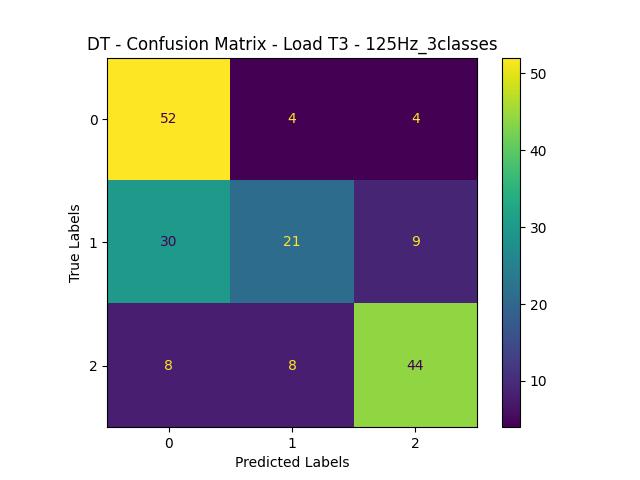 DT - Confusion Matrix - Load T3 - 125Hz_3classes
52 4 4
30 21 9
8 8 44
0
1
2
True Labels
0 1 2
Predicted Labels
50
40
30
20
10